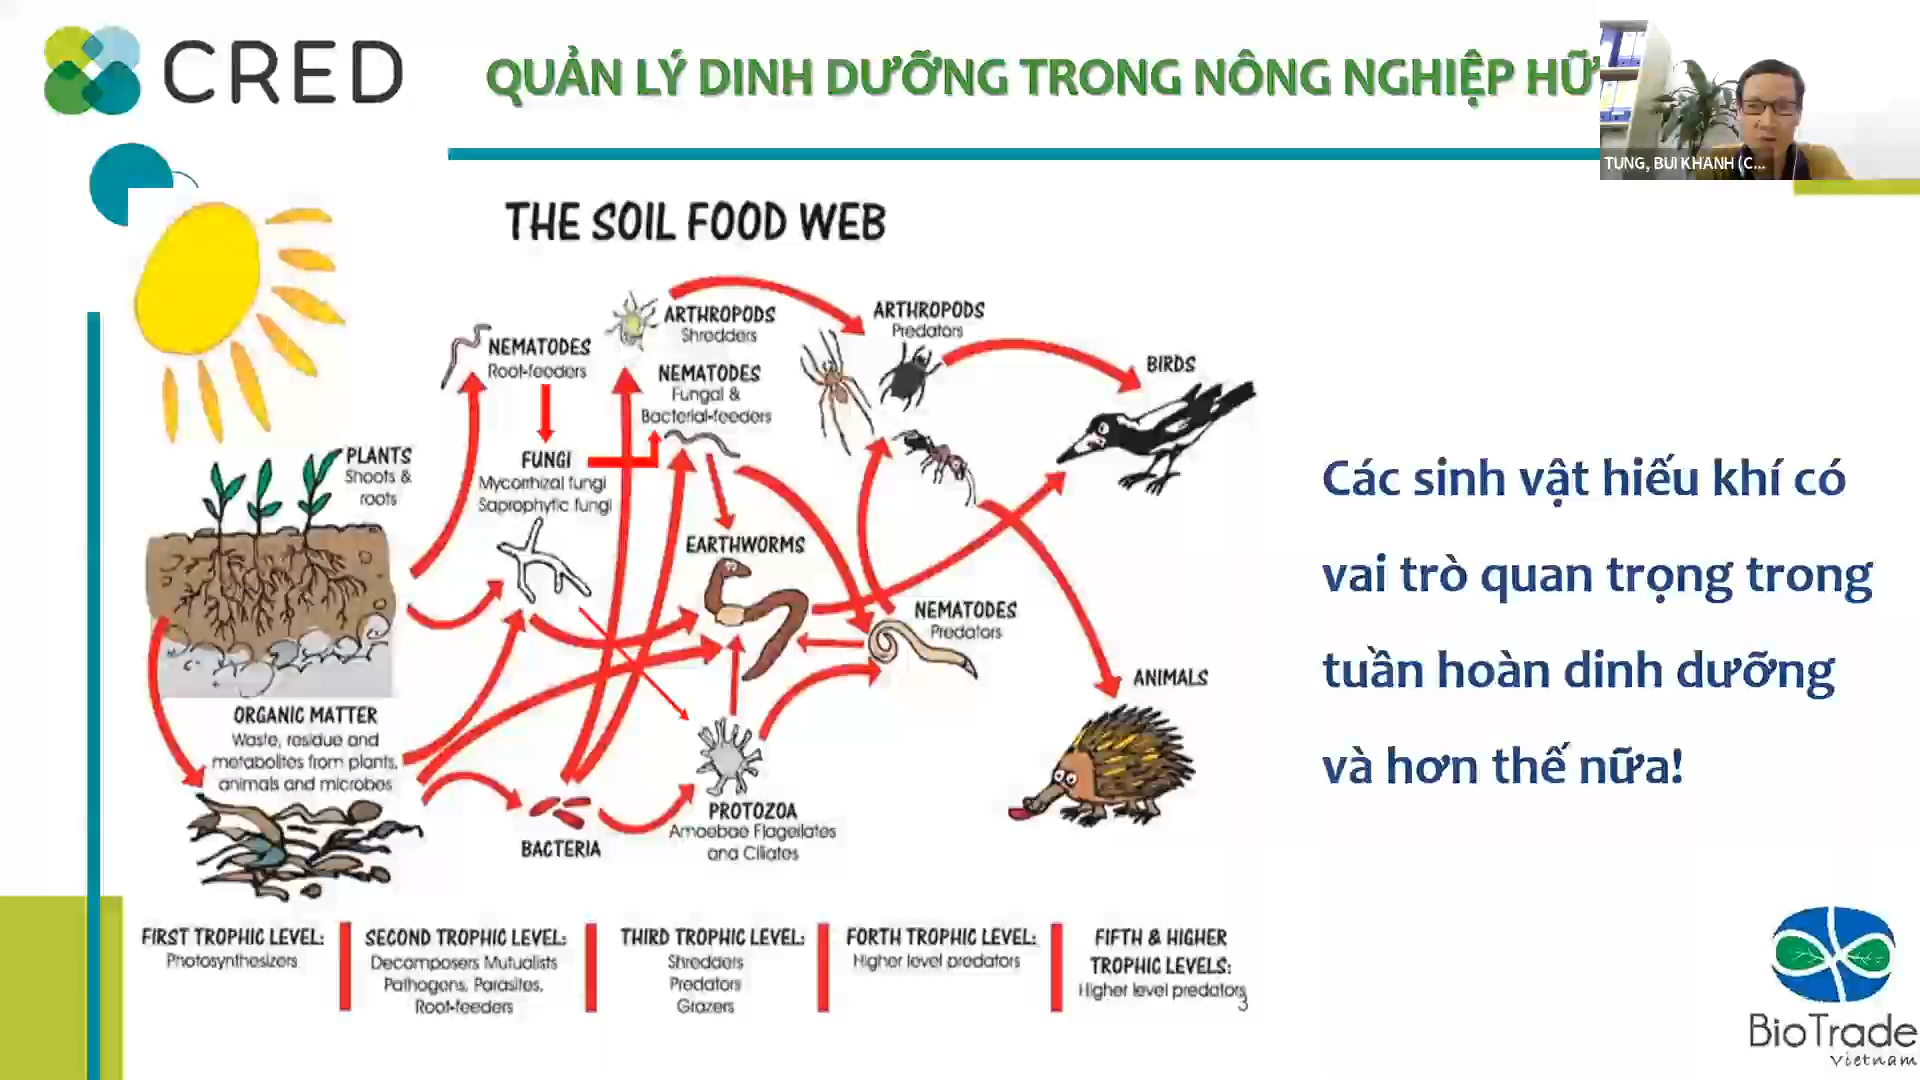 CRED
QUẢN LÝ DINH DƯỠNG TRONG NÔNG NGHIỆP HỮ
TUNG, BUI KHANH (C...
THE SOIL FOOD WEB
ARTHROPODS
Shredders
ARTHROPODS
Predators
NEMATODES
Root-feeders
NEMATODES
Fungal &
Bacterial-feeders
BIRDS
PLANTS
Shoots &
roots
FUNGI
Mycorrhizal fungi
Saprophytic fungi
EARTHWORMS
NEMATODES
Predators
ANIMALS
ORGANIC MATTER
Waste, residue and
metabolites from plants,
animals and microbes
BACTERIA
PROTOZOA
Amoebae Flagellates
and Ciliates
Các sinh vật hiếu khí có
vai trò quan trọng trong
tuần hoàn dinh dưỡng
và hơn thế nữa!
FIRST TROPHIC LEVEL:
Photosynthesizers
SECOND TROPHIC LEVEL:
Decomposers Mutualists
Pathogens, Parasites,
Root-feeders
THIRD TROPHIC LEVEL:
Shredders
Predators
Grazers
FORTH TROPHIC LEVEL:
Higher level predators
FIFTH & HIGHER
TROPHIC LEVELS:
Higher level predators
3
BioTrade
Vietnam